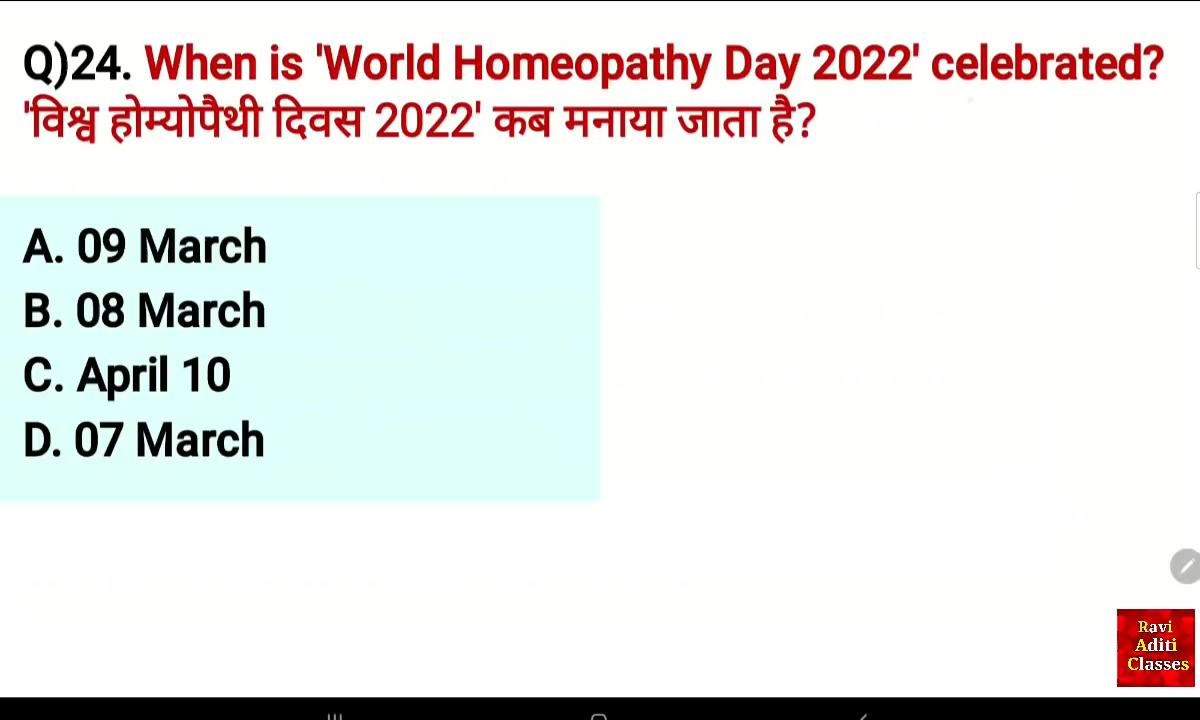 Q)24. When is 'World Homeopathy Day 2022' celebrated?
'विश्व होम्योपैथी दिवस 2022' कब मनाया जाता है?
A. 09 March
B. 08 March
C. April 10
D. 07 March
Ravi
Aditi
Classes